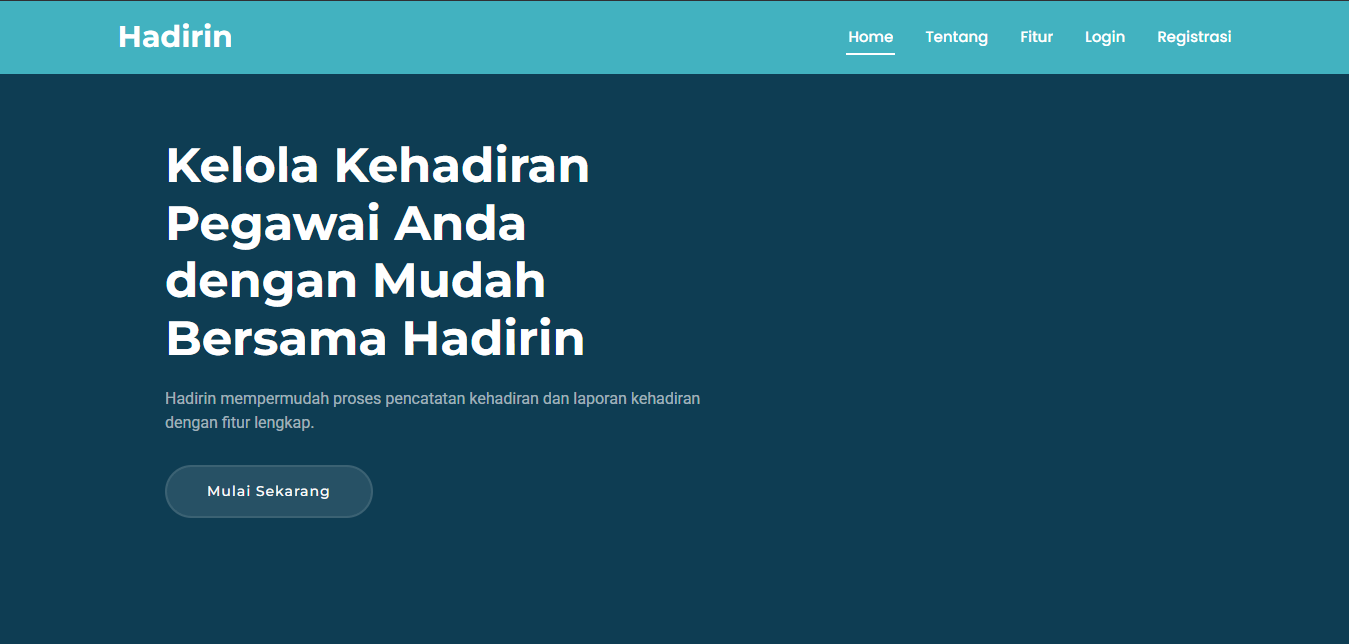 Hadirin
Home Tentang Fitur Login Registrasi
Kelola Kehadiran
Pegawai Anda
dengan Mudah
Bersama Hadirin
Hadirin mempermudah proses pencatatan kehadiran dan laporan kehadiran
dengan fitur lengkap.
Mulai Sekarang